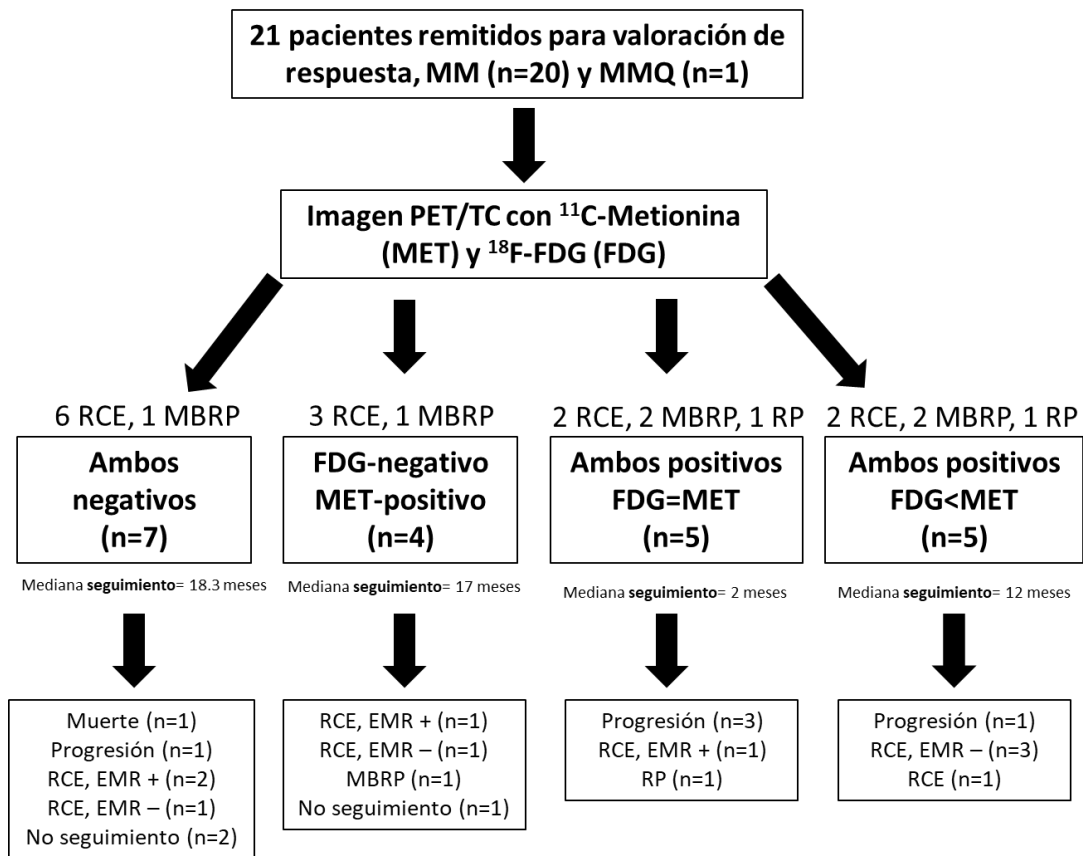 21 pacientes remitidos para valoración de
respuesta, MM (n=20) y MMQ (n=1)
Imagen PET/TC con ¹¹C-Metionina
(MET) y ¹⁸F-FDG (FDG)
6 RCE, 1 MBRP
Ambos
negativos
(n=7)
Mediana seguimiento= 18.3 meses
Muerte (n=1)
Progresión (n=1)
RCE, EMR + (n=2)
RCE, EMR – (n=1)
No seguimiento (n=2)
3 RCE, 1 MBRP
FDG-negativo
MET-positivo
(n=4)
Mediana seguimiento= 17 meses
RCE, EMR + (n=1)
RCE, EMR – (n=1)
MBRP (n=1)
No seguimiento (n=1)
2 RCE, 2 MBRP, 1 RP
Ambos positivos
FDG=MET
(n=5)
Mediana seguimiento= 2 meses
Progresión (n=3)
RCE, EMR + (n=1)
RP (n=1)
2 RCE, 2 MBRP, 1 RP
Ambos positivos
FDG<MET
(n=5)
Mediana seguimiento= 12 meses
Progresión (n=1)
RCE, EMR – (n=3)
RCE (n=1)